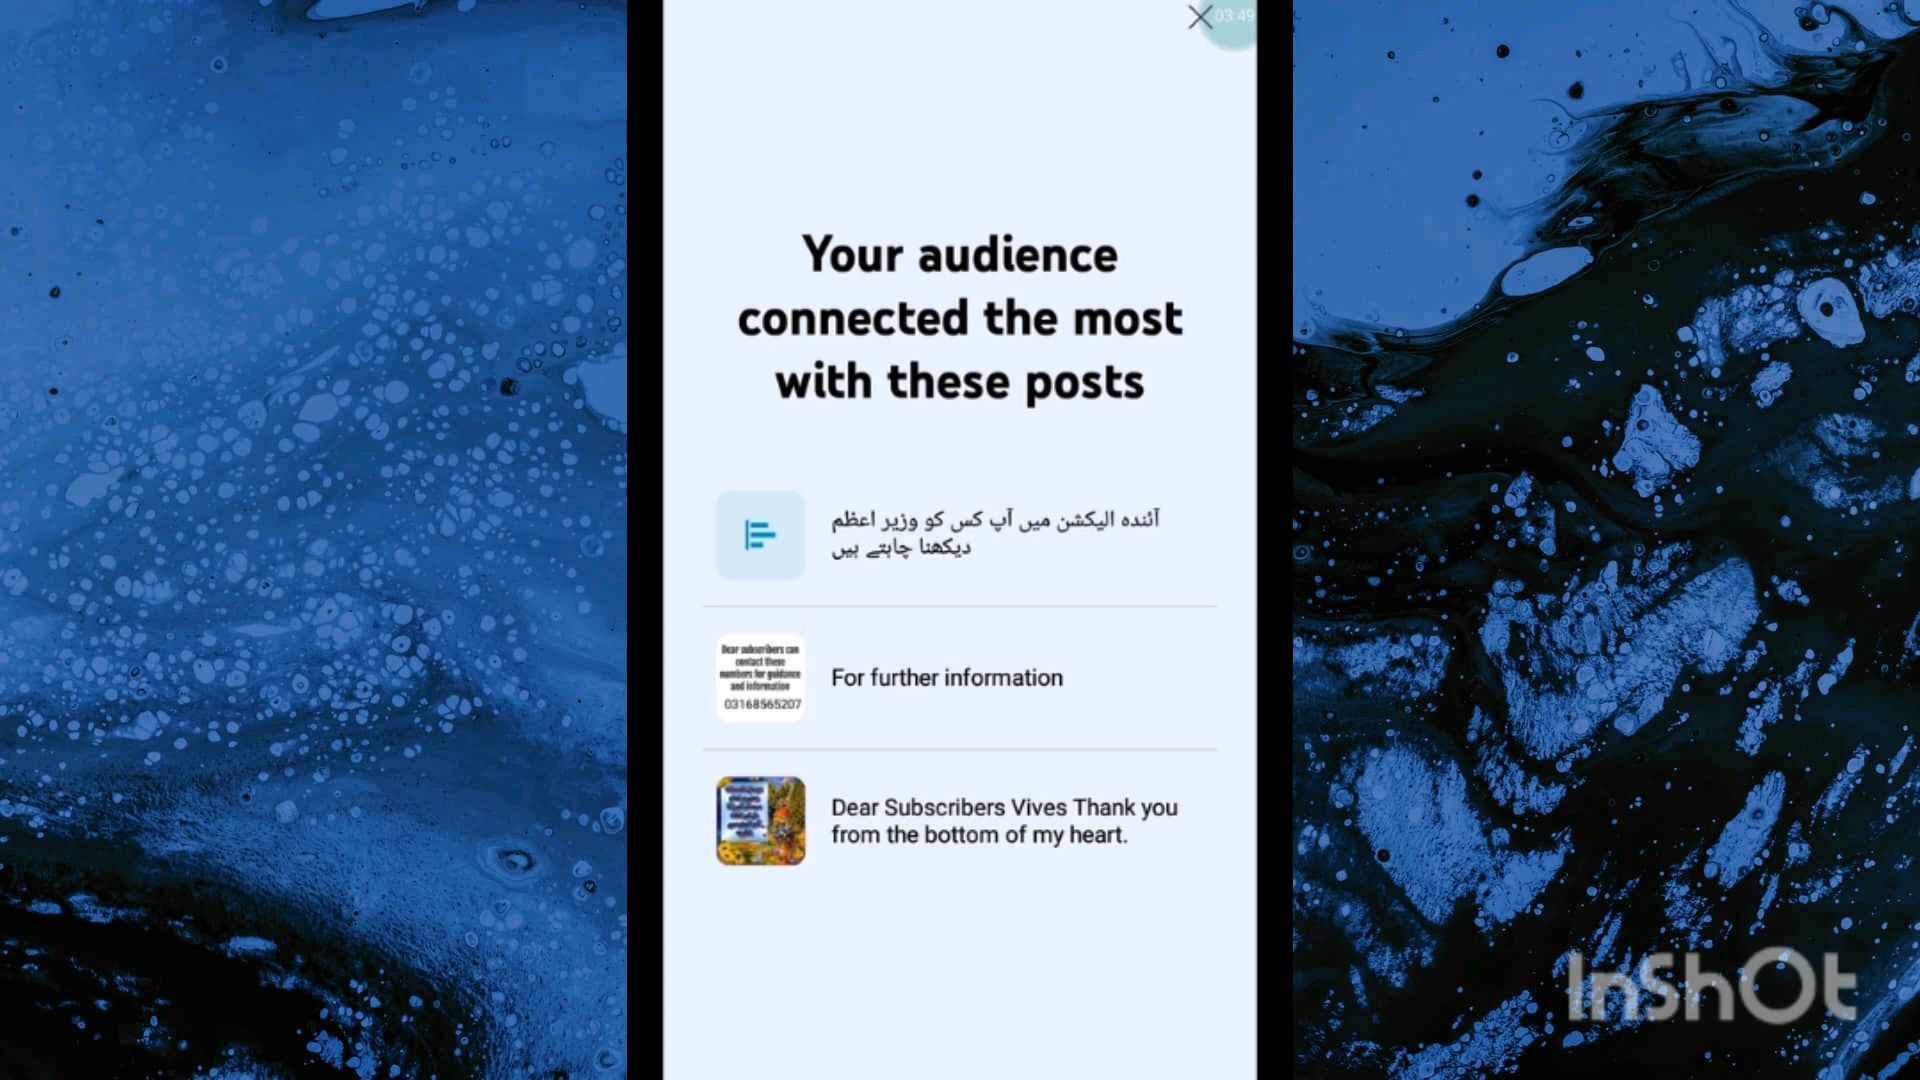 03:49
Your audience
connected the most
with these posts
آئندہ الیکشن میں آپ کس کو وزیر اعظم
دیکھنا چاہتے ہیں
Dear subscribers can
contact these
numbers for guidance
and information
03168565207
For further information
Dear Subscribers Vives Thank you
from the bottom of my heart.
InShOt